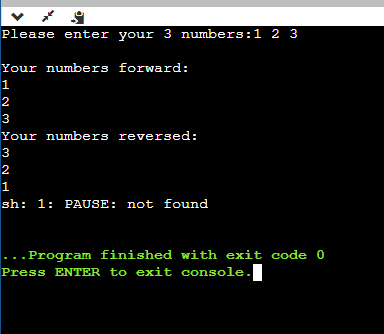 Please enter your 3 numbers:1 2 3
Your numbers forward:
1
2
3
Your numbers reversed:
3
2
1
sh: 1: PAUSE: not found
...Program finished with exit code 0
Press ENTER to exit console.